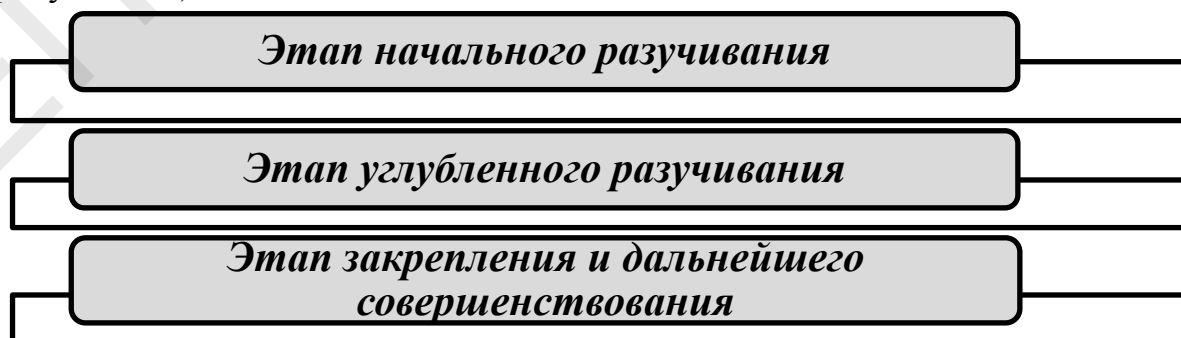 Этап начального разучивания
Этап углубленного разучивания
Этап закрепления и дальнейшего
совершенствования